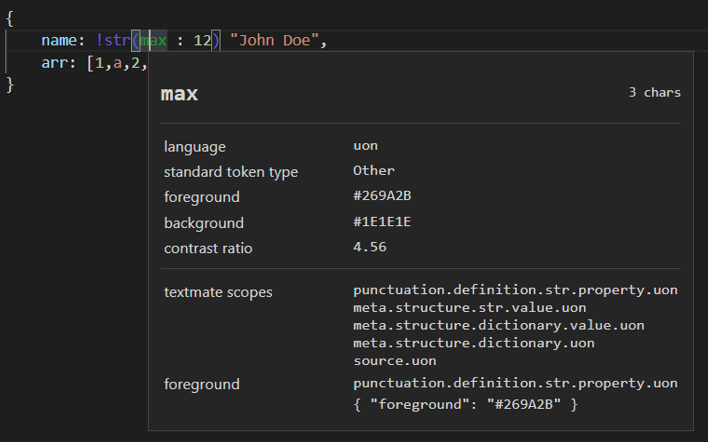 {
name: !str(max : 12) "John Doe",
arr: [1,a,2,
}
max 3 chars
language uon
standard token type Other
foreground #269A2B
background #1E1E1E
contrast ratio 4.56
textmate scopes punctuation.definition.str.property.uon
meta.structure.str.value.uon
meta.structure.dictionary.value.uon
meta.structure.dictionary.uon
source.uon
foreground punctuation.definition.str.property.uon
{ "foreground": "#269A2B" }